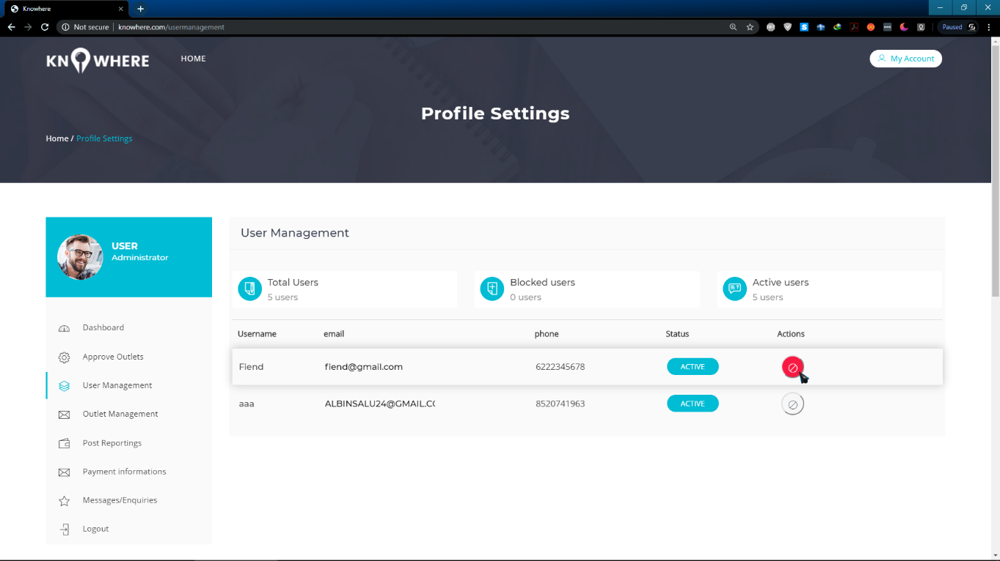 Knowhere
Not secure knowhere.com/usermanagement
Paused
KNOWHERE
HOME
My Account
Profile Settings
Home / Profile Settings
USER
Administrator
Dashboard
Approve Outlets
User Management
Outlet Management
Post Reportings
Payment informations
Messages/Enquiries
Logout
User Management
Total Users
5 users
Blocked users
0 users
Active users
5 users
Username email phone Status Actions
Fiend fiend@gmail.com 6222345678 ACTIVE
aaa ALBINSALU24@GMAIL.CO 8520741963 ACTIVE